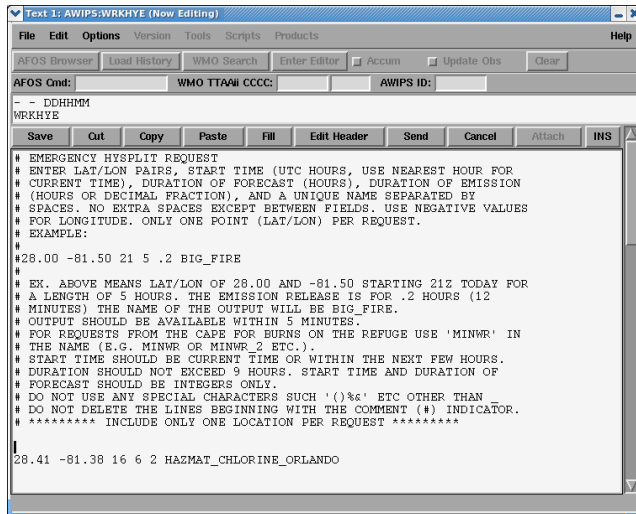 Text 1: AWIPS:WRKHYE (Now Editing)
File Edit Options Version Tools Scripts Products Help
AFOS Browser Load History WMO Search Enter Editor Accum Update Obs Clear
AFOS Cmd: WMO TTAAii CCCC: AWIPS ID:
- - DDHHMM
WRKHYE
Save Cut Copy Paste Fill Edit Header Send Cancel Attach INS
# EMERGENCY HYSPLIT REQUEST
# ENTER LAT/LON PAIRS, START TIME (UTC HOURS, USE NEAREST HOUR FOR
# CURRENT TIME), DURATION OF FORECAST (HOURS), DURATION OF EMISSION
# (HOURS OR DECIMAL FRACTION), AND A UNIQUE NAME SEPARATED BY
# SPACES. NO EXTRA SPACES EXCEPT BETWEEN FIELDS. USE NEGATIVE VALUES
# FOR LONGITUDE. ONLY ONE POINT (LAT/LON) PER REQUEST.
# EXAMPLE:
#
#28.00 -81.50 21 5 .2 BIG_FIRE
#
# EX. ABOVE MEANS LAT/LON OF 28.00 AND -81.50 STARTING 21Z TODAY FOR
# A LENGTH OF 5 HOURS. THE EMISSION RELEASE IS FOR .2 HOURS (12
# MINUTES) THE NAME OF THE OUTPUT WILL BE BIG_FIRE.
# OUTPUT SHOULD BE AVAILABLE WITHIN 5 MINUTES.
# FOR REQUESTS FROM THE CAPE FOR BURNS ON THE REFUGE USE 'MINWR' IN
# THE NAME (E.G. MINWR OR MINWR_2 ETC.).
# START TIME SHOULD BE CURRENT TIME OR WITHIN THE NEXT FEW HOURS.
# DURATION SHOULD NOT EXCEED 9 HOURS. START TIME AND DURATION OF
# FORECAST SHOULD BE INTEGERS ONLY.
# DO NOT USE ANY SPECIAL CHARACTERS SUCH '()%&' ETC OTHER THAN _
# DO NOT DELETE THE LINES BEGINNING WITH THE COMMENT (#) INDICATOR.
# ********* INCLUDE ONLY ONE LOCATION PER REQUEST *********
28.41 -81.38 16 6 2 HAZMAT_CHLORINE_ORLANDO